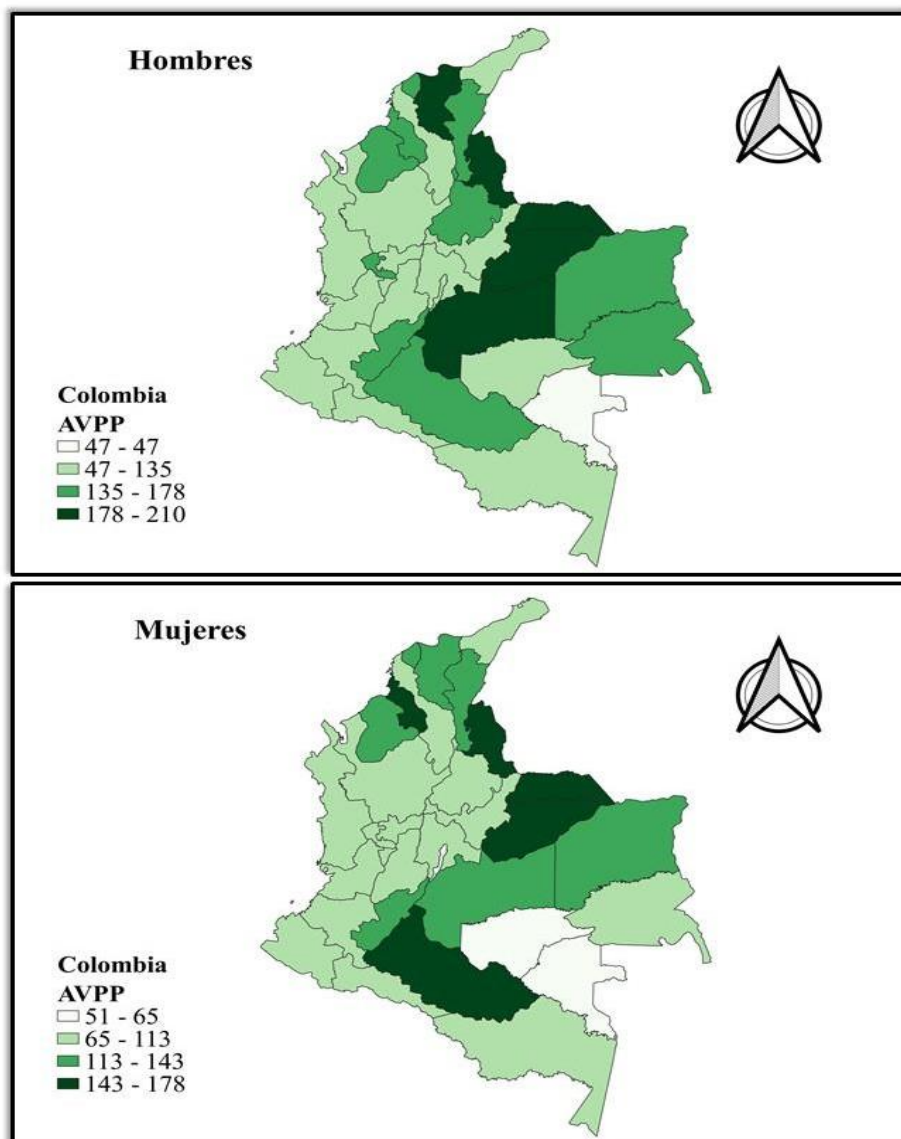 Hombres
Colombia
AVPP
47 - 47
47 - 135
135 - 178
178 - 210
Mujeres
Colombia
AVPP
51 - 65
65 - 113
113 - 143
143 - 178